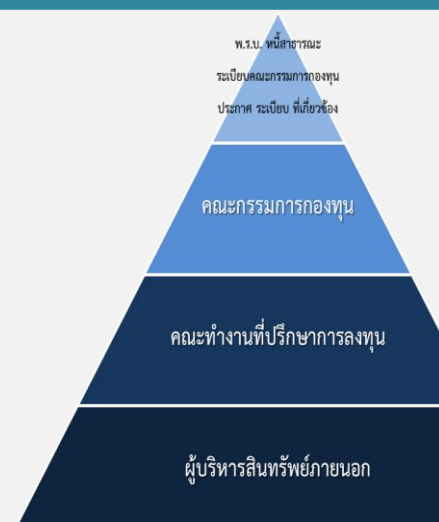 พ.ร.บ. หนี้สาธารณะ
ระเบียบคณะกรรมการกองทุน
ประกาศ ระเบียบ ที่เกี่ยวข้อง
คณะกรรมการกองทุน
คณะทำงานที่ปรึกษาการลงทุน
ผู้บริหารสินทรัพย์ภายนอก